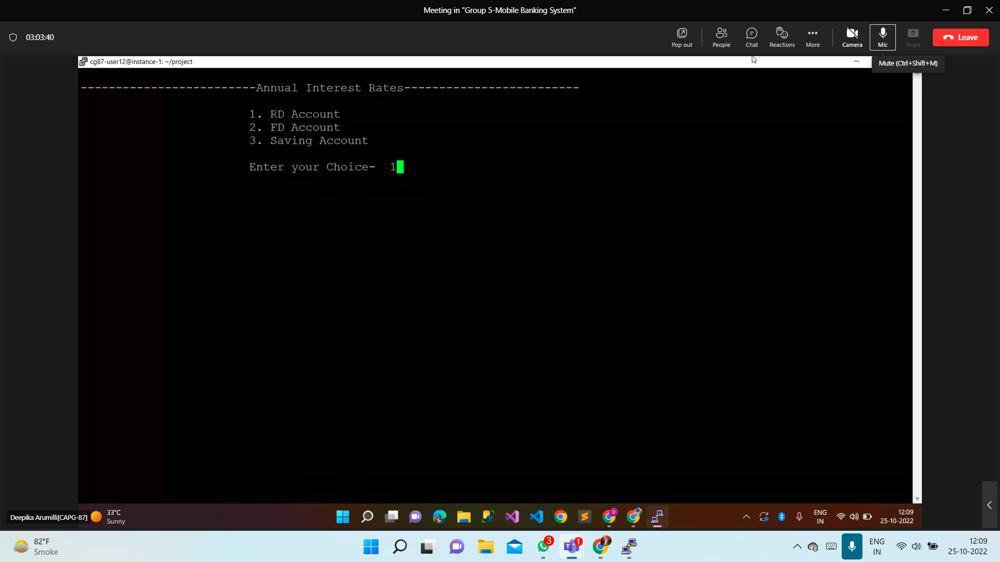 Meeting in "Group 5-Mobile Banking System"
03:03:40
Pop out
People
Chat
Reactions
More
Camera
Mic
Share
Leave
Mute (Ctrl+Shift+M)
cg87-user12@instance-1: ~/project
-------------------------Annual Interest Rates-------------------------
1. RD Account
2. FD Account
3. Saving Account
Enter your Choice-  1
Deepika Arumilli[CAPG-87]
33°C
Sunny
D
ENG
IN
12:09
25-10-2022
82°F
Smoke
3
1
ENG
IN
12:09
25-10-2022